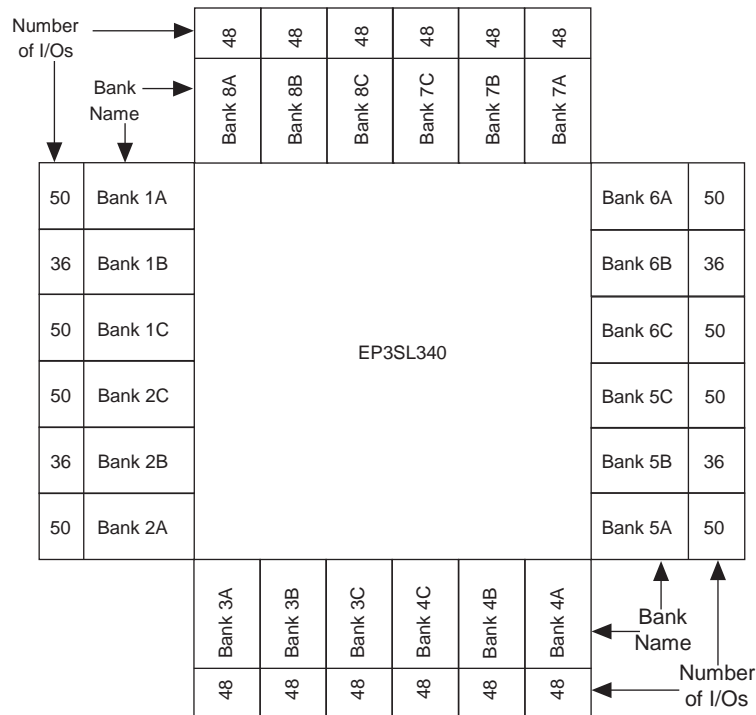 Number
of I/Os
48
48
48
48
48
48
Bank
Name
Bank 8A
Bank 8B
Bank 8C
Bank 7C
Bank 7B
Bank 7A
50
Bank 1A
Bank 6A
50
36
Bank 1B
Bank 6B
36
50
Bank 1C
Bank 6C
50
EP3SL340
50
Bank 2C
Bank 5C
50
36
Bank 2B
Bank 5B
36
50
Bank 2A
Bank 5A
50
Bank 3A
Bank 3B
Bank 3C
Bank 4C
Bank 4B
Bank 4A
Bank
Name
48
48
48
48
48
48
Number
of I/Os